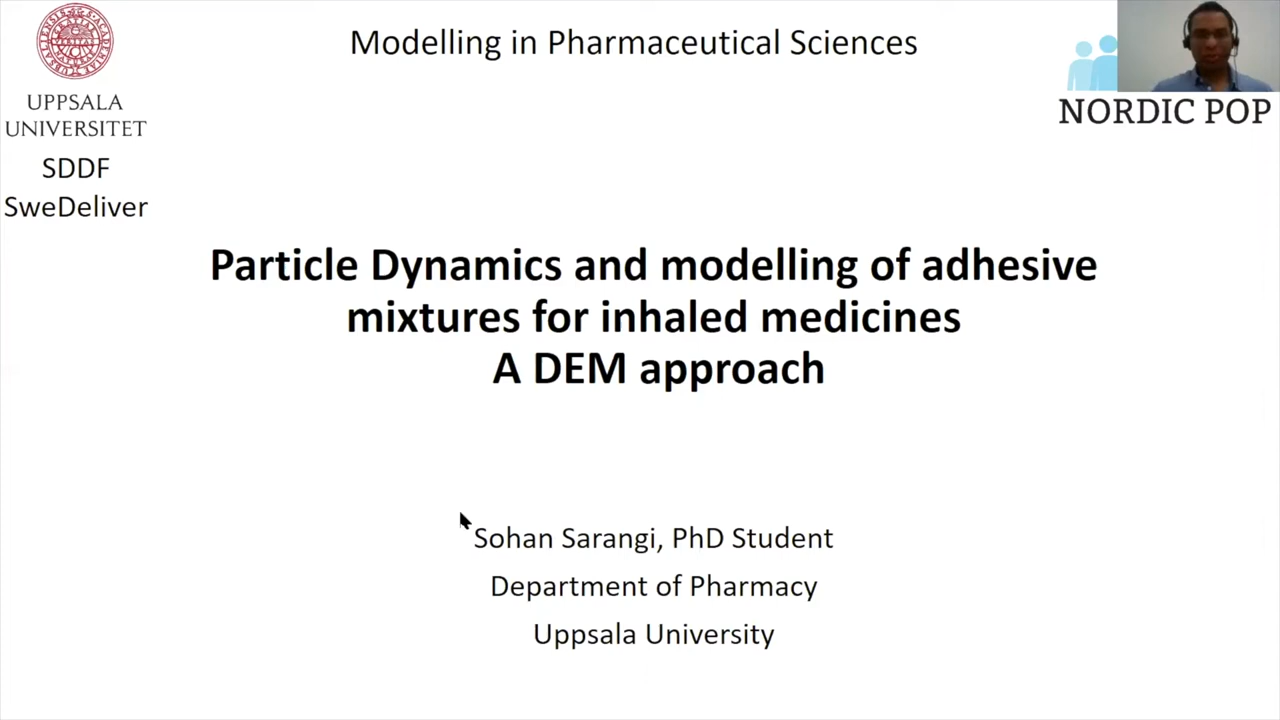 Modelling in Pharmaceutical Sciences
UPPSALA
UNIVERSITET
SDDF
SweDeliver
NORDIC POP
Particle Dynamics and modelling of adhesive
mixtures for inhaled medicines
A DEM approach
Sohan Sarangi, PhD Student
Department of Pharmacy
Uppsala University